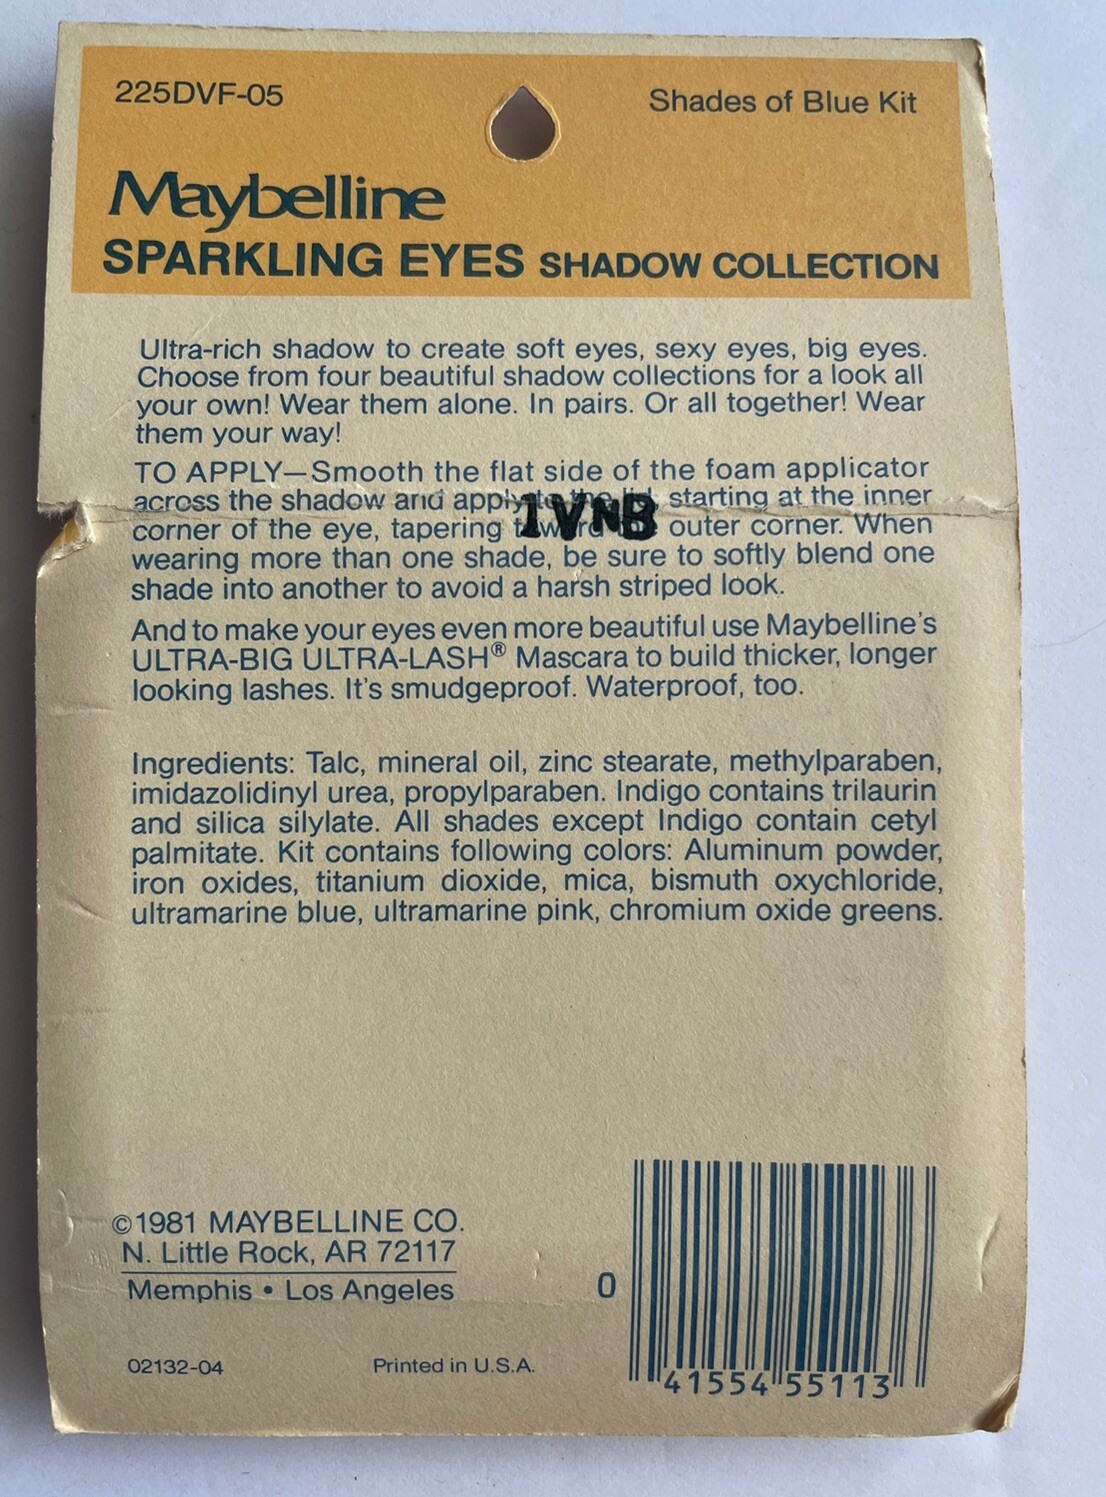 225DVF-05
Shades of Blue Kit
Maybelline
SPARKLING EYES SHADOW COLLECTION
Ultra-rich shadow to create soft eyes, sexy eyes, big eyes.
Choose from four beautiful shadow collections for a look all
your own! Wear them alone. In pairs. Or all together! Wear
them your way!
TO APPLY—Smooth the flat side of the foam applicator
across the shadow and apply to the lid, starting at the inner
1VNB
corner of the eye, tapering toward the outer corner. When
wearing more than one shade, be sure to softly blend one
shade into another to avoid a harsh striped look.
And to make your eyes even more beautiful use Maybelline's
ULTRA-BIG ULTRA-LASH® Mascara to build thicker, longer
looking lashes. It's smudgeproof. Waterproof, too.
Ingredients: Talc, mineral oil, zinc stearate, methylparaben,
imidazolidinyl urea, propylparaben. Indigo contains trilaurin
and silica silylate. All shades except Indigo contain cetyl
palmitate. Kit contains following colors: Aluminum powder,
iron oxides, titanium dioxide, mica, bismuth oxychloride,
ultramarine blue, ultramarine pink, chromium oxide greens.
©1981 MAYBELLINE CO.
N. Little Rock, AR 72117
Memphis • Los Angeles
02132-04
Printed in U.S.A.
0
41554 55113